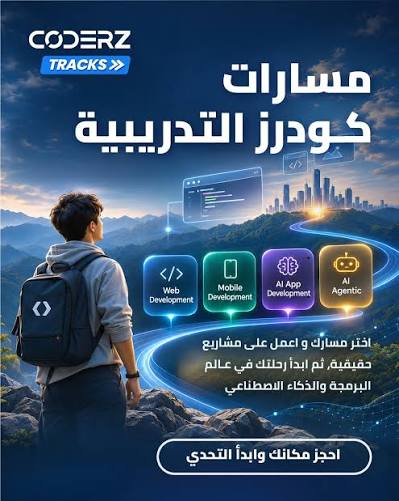 CODERZ
TRACKS
مسارات
كودرز التدريبية
Web
Development
Mobile
Development
AI App
Development
AI
Agentic
اختر مسارك و اعمل على مشاريع
حقيقية، ثم ابدأ رحلتك في عالم
البرمجة والذكاء الاصطناعي
احجز مكانك وابدأ التحدي